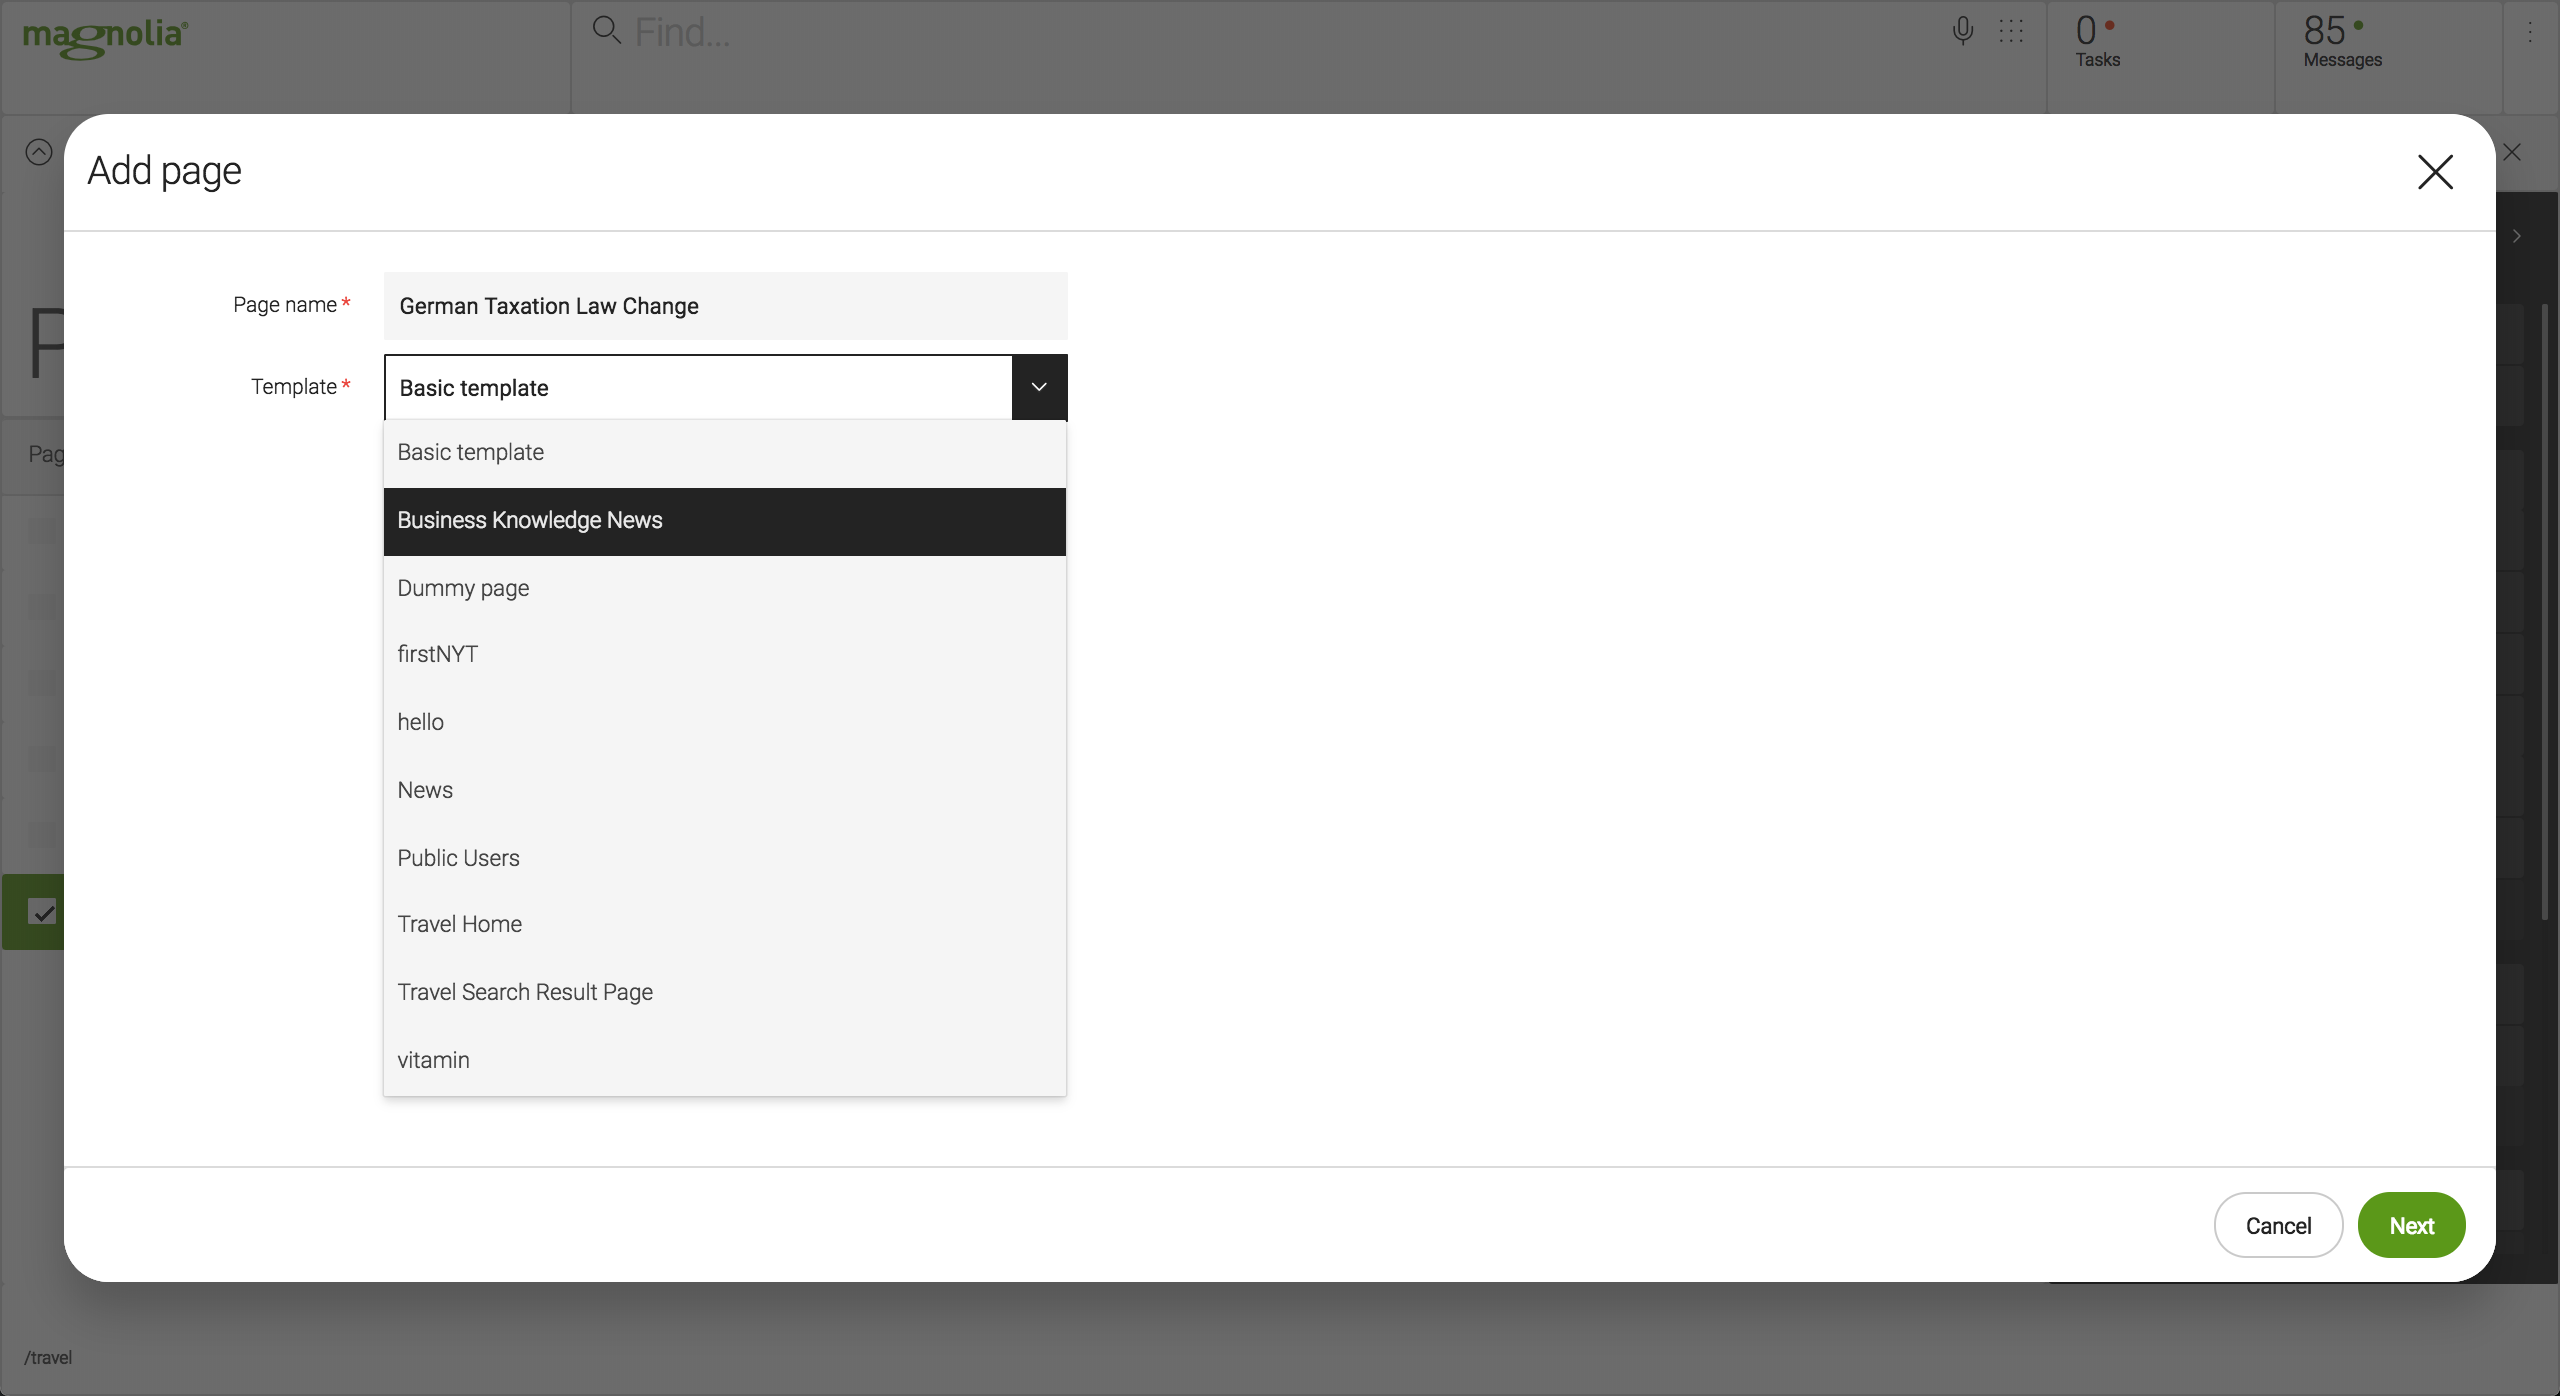 magnolia®
Find...
0
Tasks
85
Messages
Add page
Page name *
German Taxation Law Change
Template *
Basic template
Basic template
Business Knowledge News
Dummy page
firstNYT
hello
News
Public Users
Travel Home
Travel Search Result Page
vitamin
P
Pag
Cancel
Next
/travel